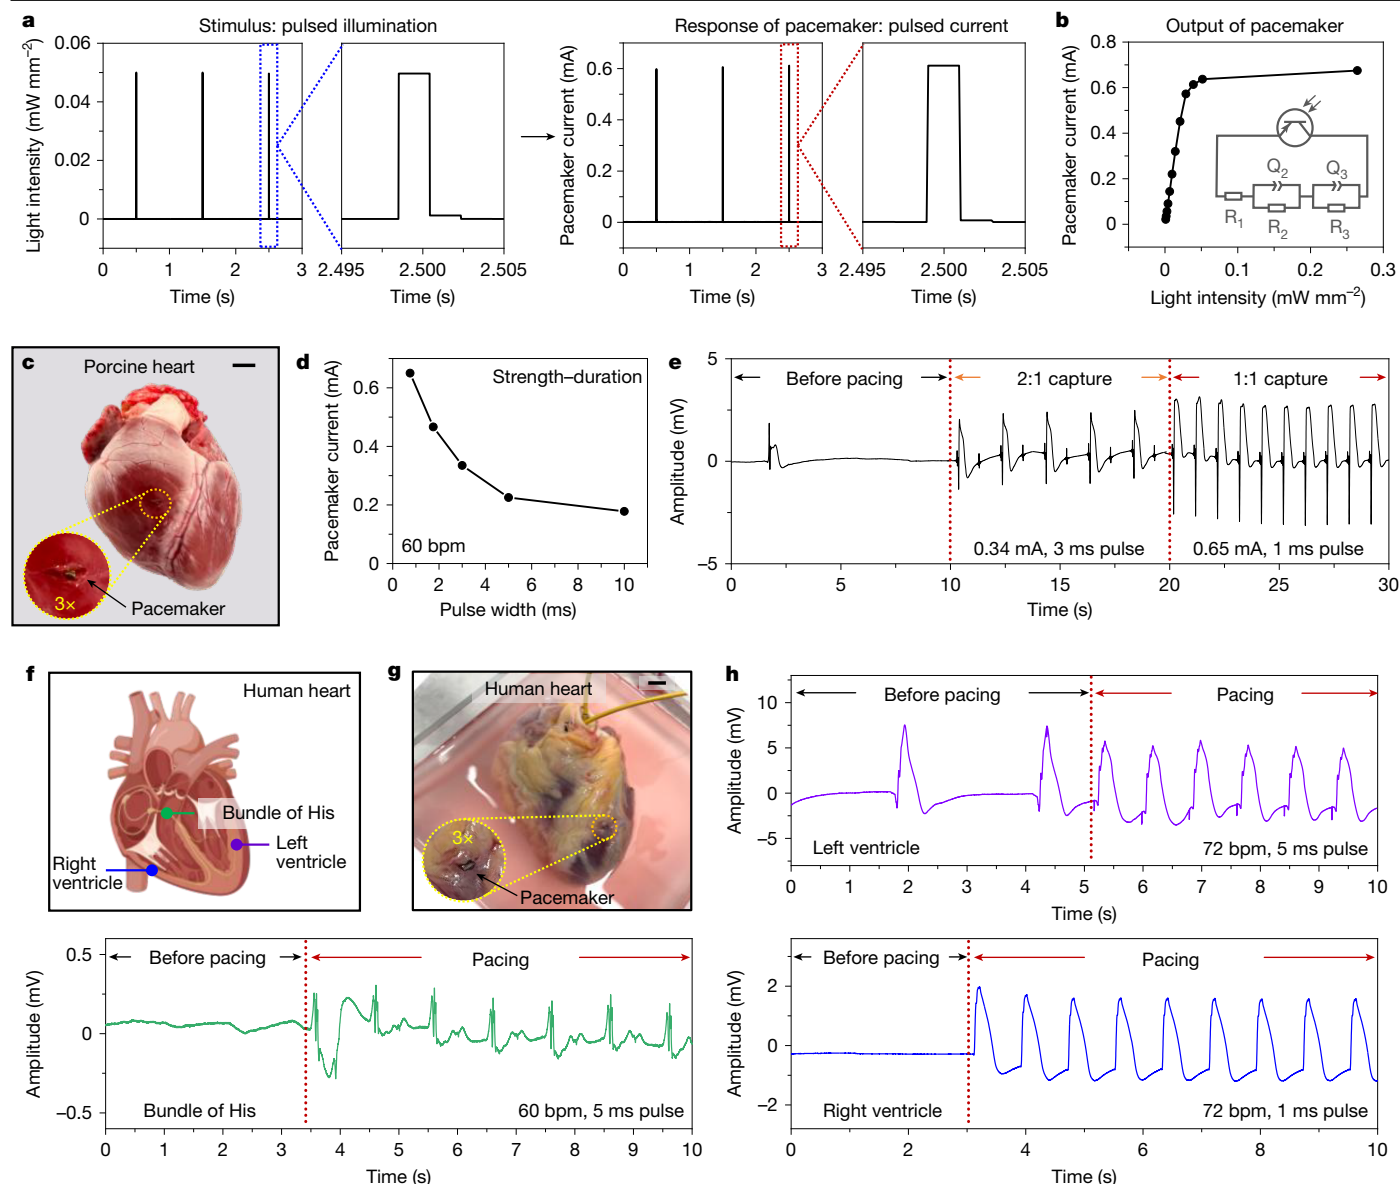 a
Stimulus: pulsed illumination
Light intensity (mW mm−2)
0.06
0.04
0.02
0
0 1 2 3
Time (s)
2.495 2.500 2.505
Time (s)
Response of pacemaker: pulsed current
Pacemaker current (mA)
0.6
0.4
0.2
0
0 1 2 3
Time (s)
2.495 2.500 2.505
Time (s)
b
Output of pacemaker
Pacemaker current (mA)
0.8
0.6
0.4
0.2
0
Q2 Q3
R1 R2 R3
0 0.1 0.2 0.3
Light intensity (mW mm−2)
c
Porcine heart
3×
Pacemaker
d
Pacemaker current (mA)
0.6
0.4
0.2
0
Strength–duration
60 bpm
0 2 4 6 8 10
Pulse width (ms)
e
Amplitude (mV)
5
0
−5
Before pacing
2:1 capture
1:1 capture
0.34 mA, 3 ms pulse
0.65 mA, 1 ms pulse
0 5 10 15 20 25 30
Time (s)
f
Human heart
Bundle of His
Left
ventricle
Right
ventricle
g
Human heart
3×
Pacemaker
h
Amplitude (mV)
10
5
0
−5
Before pacing
Pacing
Left ventricle
72 bpm, 5 ms pulse
0 1 2 3 4 5 6 7 8 9 10
Time (s)
Amplitude (mV)
0.5
0
−0.5
Before pacing
Pacing
Bundle of His
60 bpm, 5 ms pulse
0 1 2 3 4 5 6 7 8 9 10
Time (s)
Amplitude (mV)
2
0
−2
Before pacing
Pacing
Right ventricle
72 bpm, 1 ms pulse
0 2 4 6 8 10
Time (s)